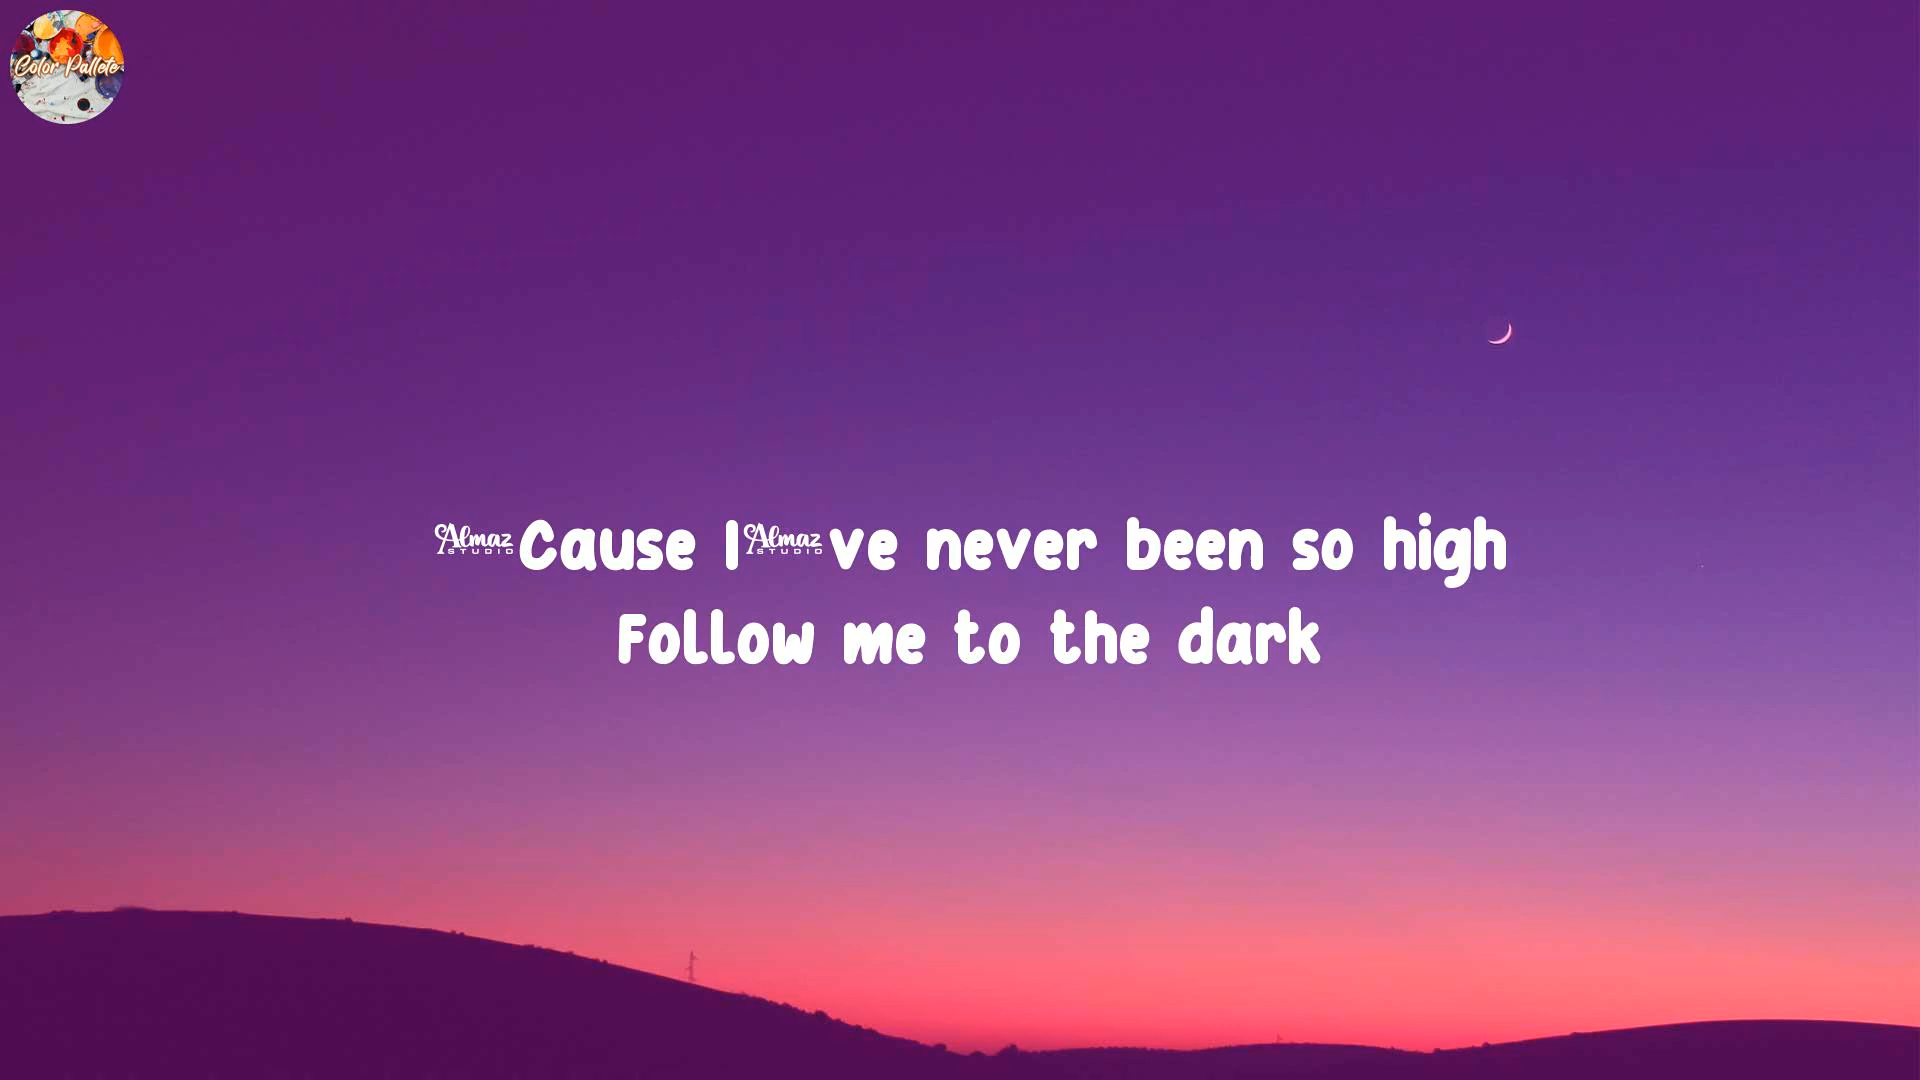 Color Pallete
Almaz STUDIO Cause I Almaz STUDIO ve never been so high
Follow me to the dark